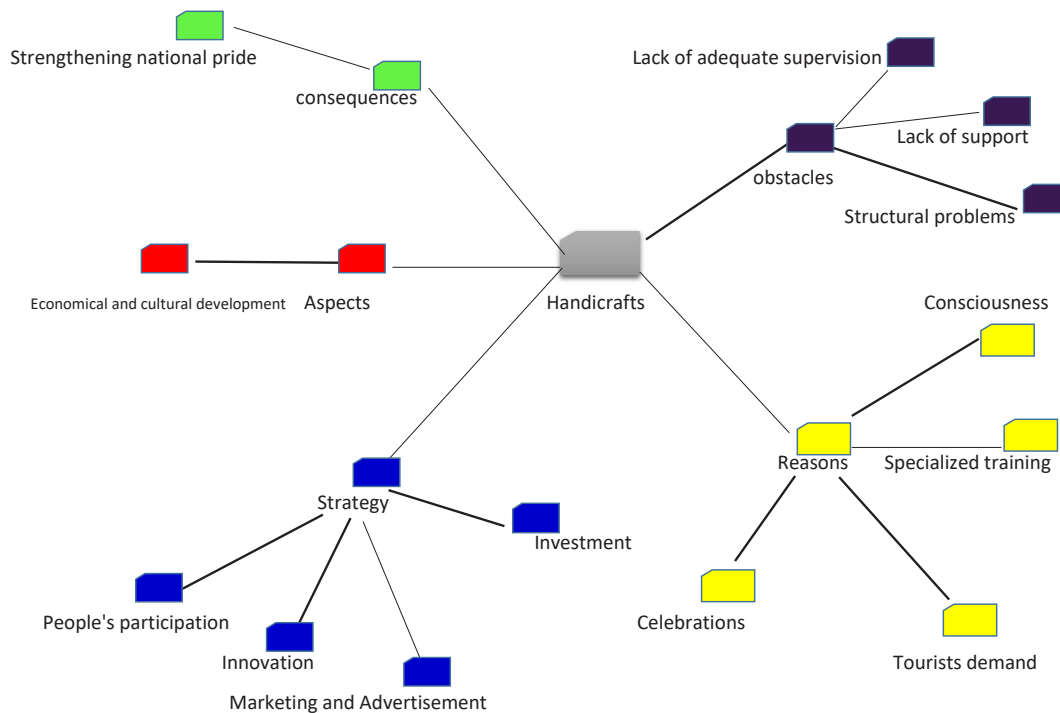 Strengthening national pride
consequences
Lack of adequate supervision
Lack of support
obstacles
Structural problems
Economical and cultural development
Aspects
Handicrafts
Consciousness
Reasons
Specialized training
Strategy
Investment
People's participation
Innovation
Marketing and Advertisement
Celebrations
Tourists demand